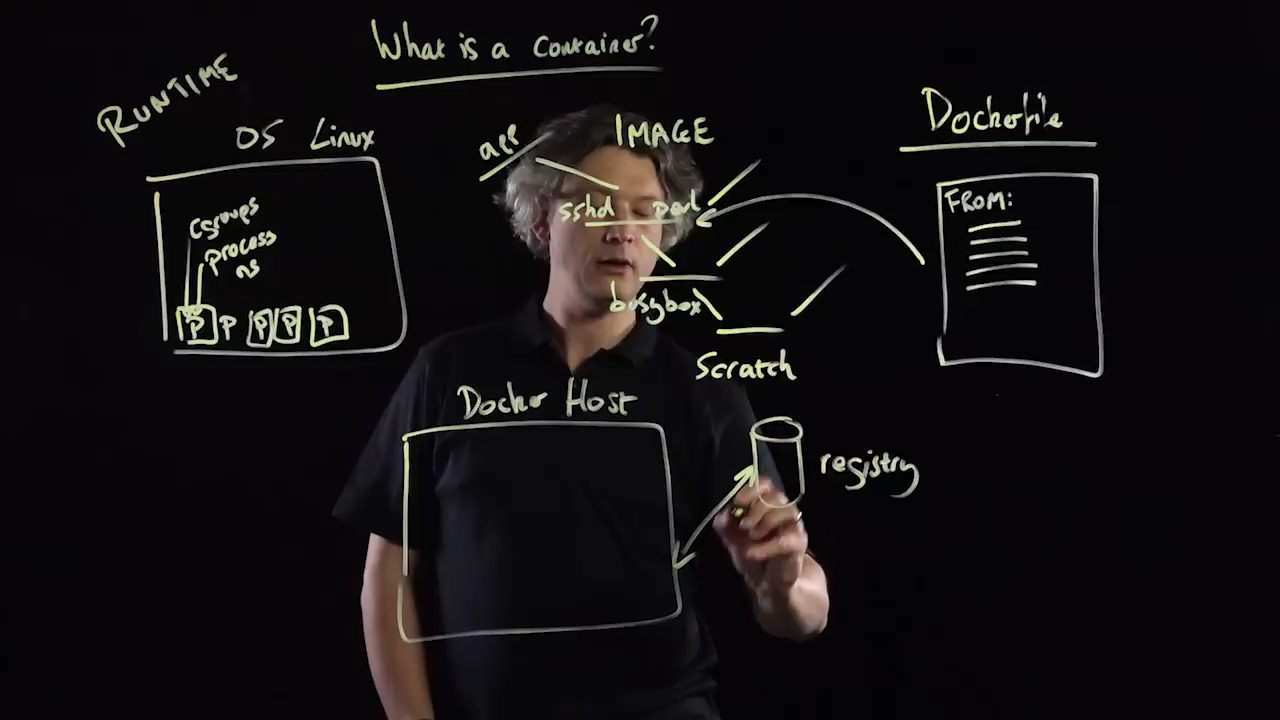 What is a container?
RUNTIME
OS Linux
cgroups
process
ns
P P P P P
IMAGE
app
sshd perl
busybox
Scratch
Dockerfile
FROM:
Docker Host
registry